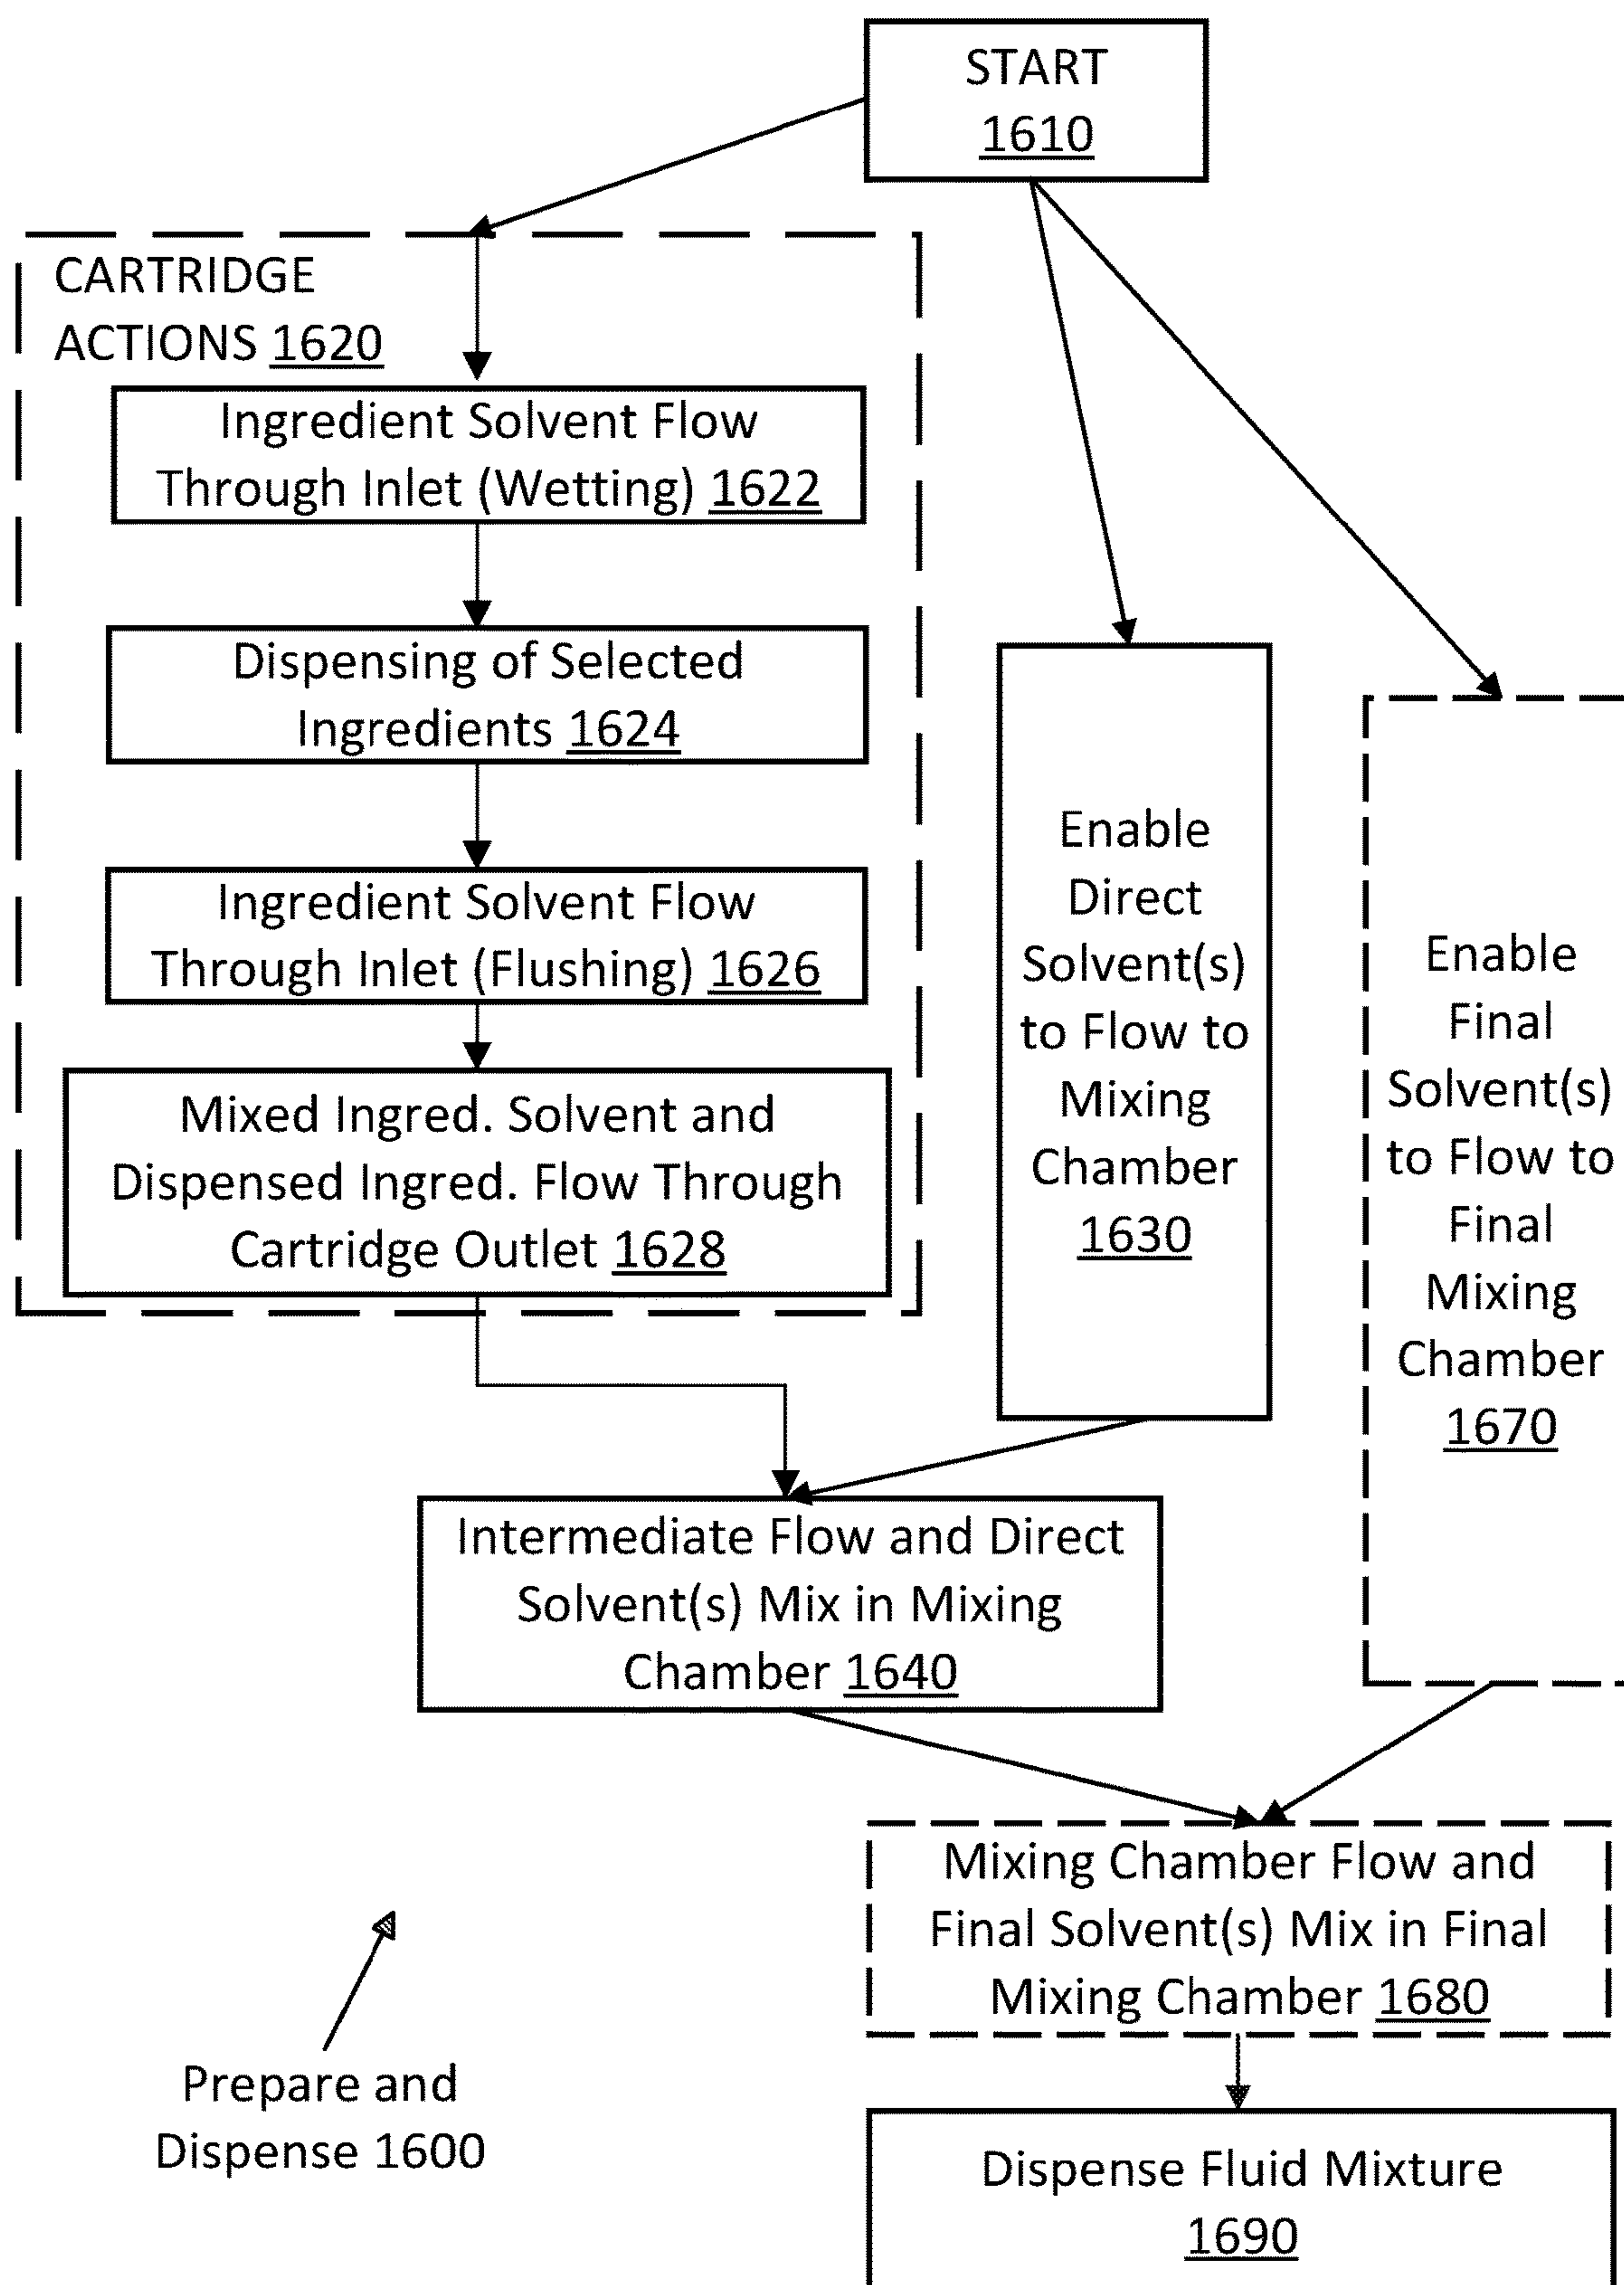 START
1610
CARTRIDGE
ACTIONS 1620
Ingredient Solvent Flow
Through Inlet (Wetting) 1622
Dispensing of Selected
Ingredients 1624
Ingredient Solvent Flow
Through Inlet (Flushing) 1626
Mixed Ingred. Solvent and
Dispensed Ingred. Flow Through
Cartridge Outlet 1628
Enable
Direct
Solvent(s)
to Flow to
Mixing
Chamber
1630
Enable
Final
Solvent(s)
to Flow to
Final
Mixing
Chamber
1670
Intermediate Flow and Direct
Solvent(s) Mix in Mixing
Chamber 1640
Mixing Chamber Flow and
Final Solvent(s) Mix in Final
Mixing Chamber 1680
Prepare and
Dispense 1600
Dispense Fluid Mixture
1690